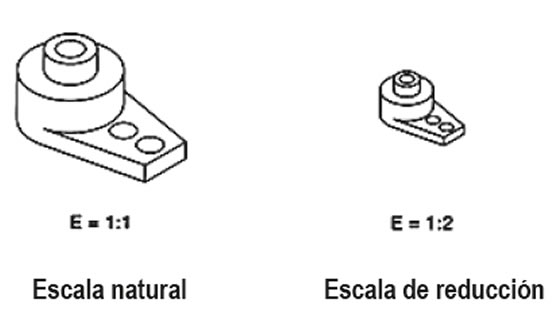 E = 1:1
E = 1:2
Escala natural
Escala de reducción